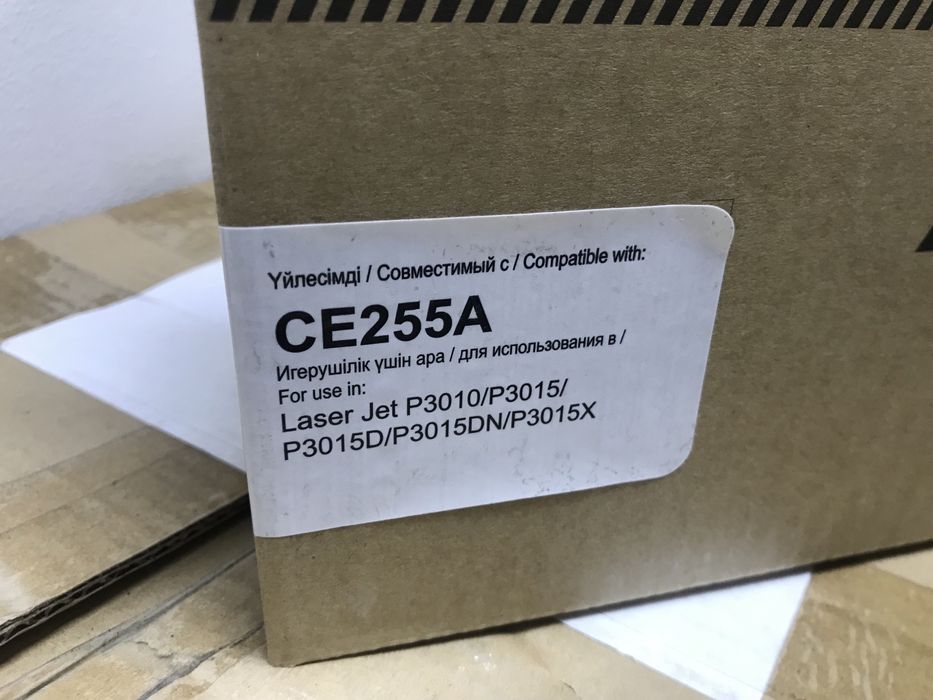 Үйлесімді / Совместимый с / Compatible with:
CE255A
Игерушілік үшін ара / для использования в /
For use in:
Laser Jet P3010/P3015/
P3015D/P3015DN/P3015X